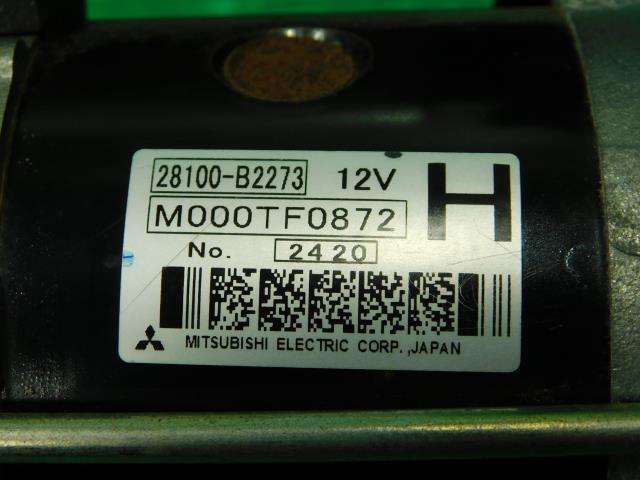 28100-B2273 12V H
M000TF0872
No. 2420
MITSUBISHI ELECTRIC CORP.,JAPAN